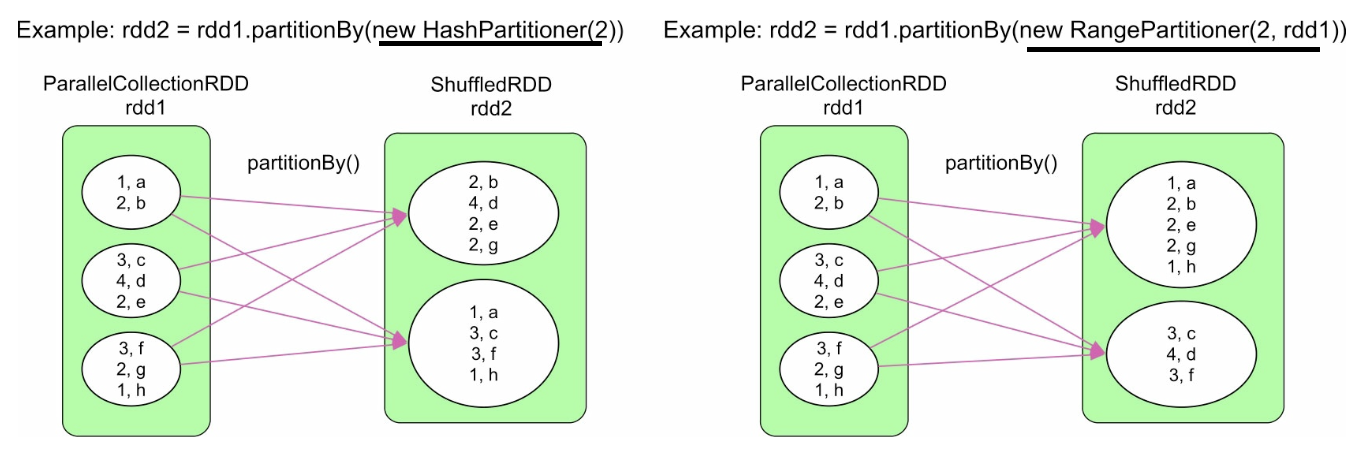 Example: rdd2 = rdd1.partitionBy(new HashPartitioner(2))
ParallelCollectionRDD
rdd1
ShuffledRDD
rdd2
partitionBy()
1, a
2, b
3, c
4, d
2, e
3, f
2, g
1, h
2, b
4, d
2, e
2, g
1, a
3, c
3, f
1, h
Example: rdd2 = rdd1.partitionBy(new RangePartitioner(2, rdd1))
ParallelCollectionRDD
rdd1
ShuffledRDD
rdd2
partitionBy()
1, a
2, b
3, c
4, d
2, e
3, f
2, g
1, h
1, a
2, b
2, e
2, g
1, h
3, c
4, d
3, f